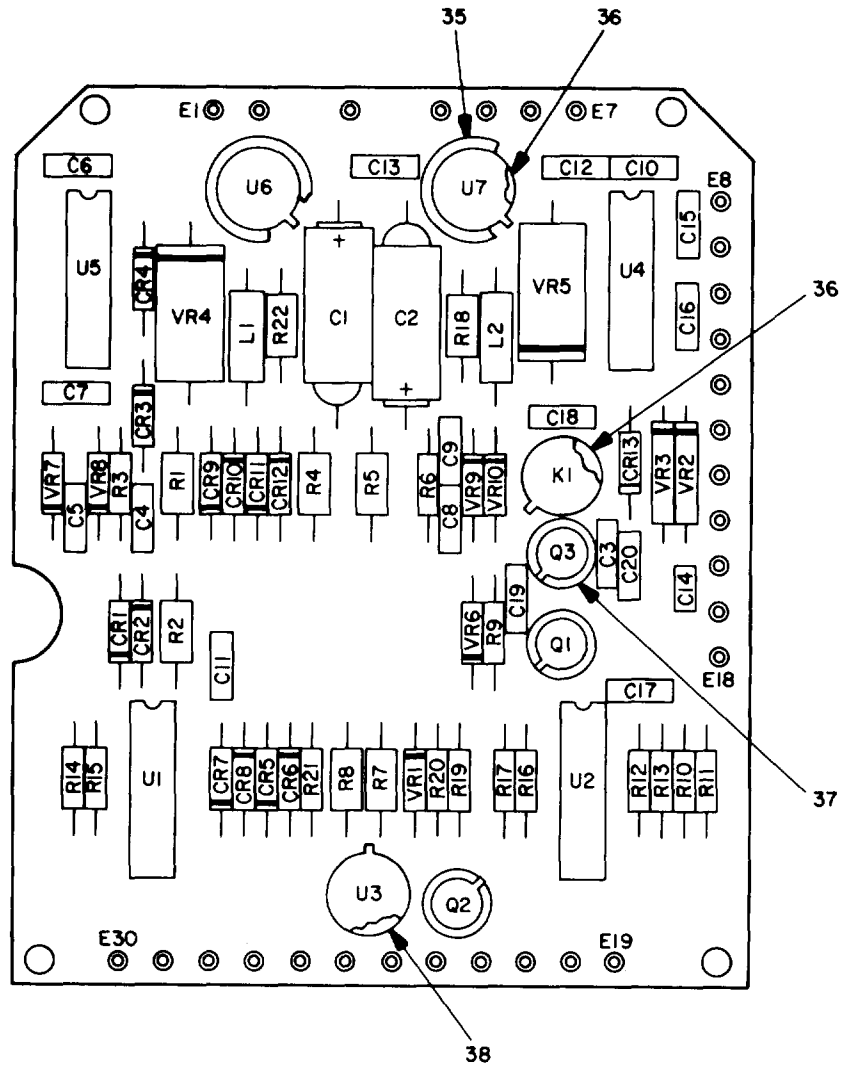 35 36
E1 E7
C6 C13 C12 C10
U6 U7 E8
C15
U5 CR4 VR4 L1 R22 + C1 C2 + R18 L2 VR5 U4 36
C16
C7 CR3 C18
VR7 C5 VR8 R3 C4 R1 CR9 CR10 CR11 CR12 R4 R5 R6 C9 C8 VR9 VR10 K1 CR13 VR3 VR2
Q3 C3 C20
C14
CR1 CR2 R2 C11 VR6 R9 C19 Q1
E18
C17
R14 R15 U1 CR7 CR8 CR5 CR6 R21 R8 R7 VR1 R20 R19 R17 R16 U2 R12 R13 R10 R11
37
U3 Q2
E30 E19
38